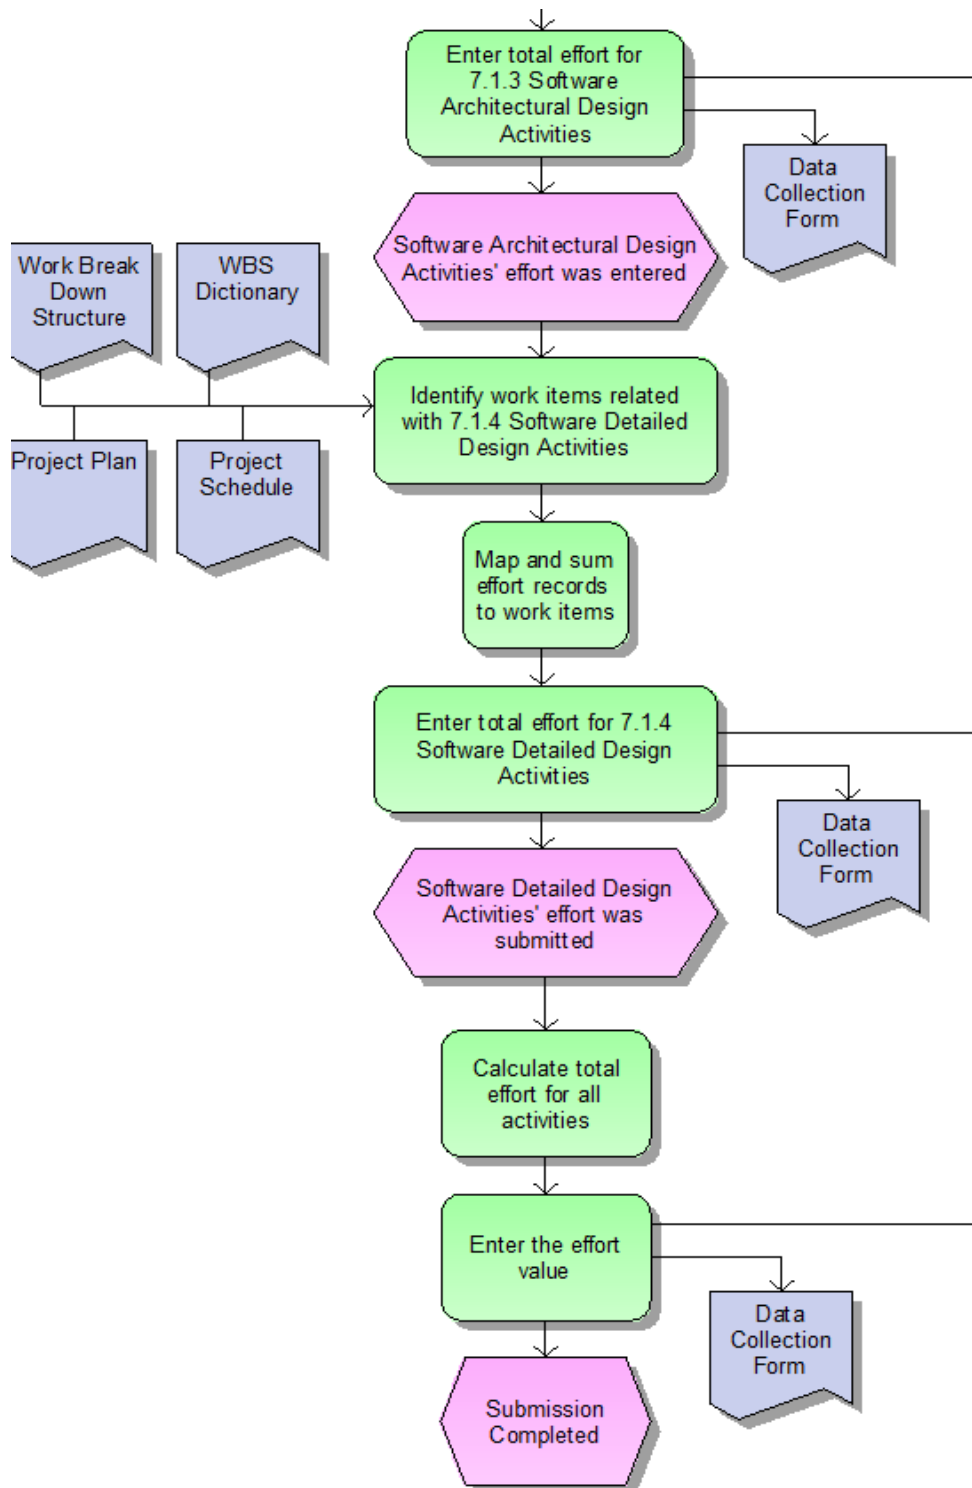 Enter total effort for
7.1.3 Software
Architectural Design
Activities
Data
Collection
Form
Software Architectural Design
Activities' effort was entered
Work Break
Down
Structure
WBS
Dictionary
Identify work items related
with 7.1.4 Software Detailed
Design Activities
Project Plan
Project
Schedule
Map and sum
effort records
to work items
Enter total effort for 7.1.4
Software Detailed Design
Activities
Data
Collection
Form
Software Detailed Design
Activities' effort was
submitted
Calculate total
effort for all
activities
Enter the effort
value
Data
Collection
Form
Submission
Completed